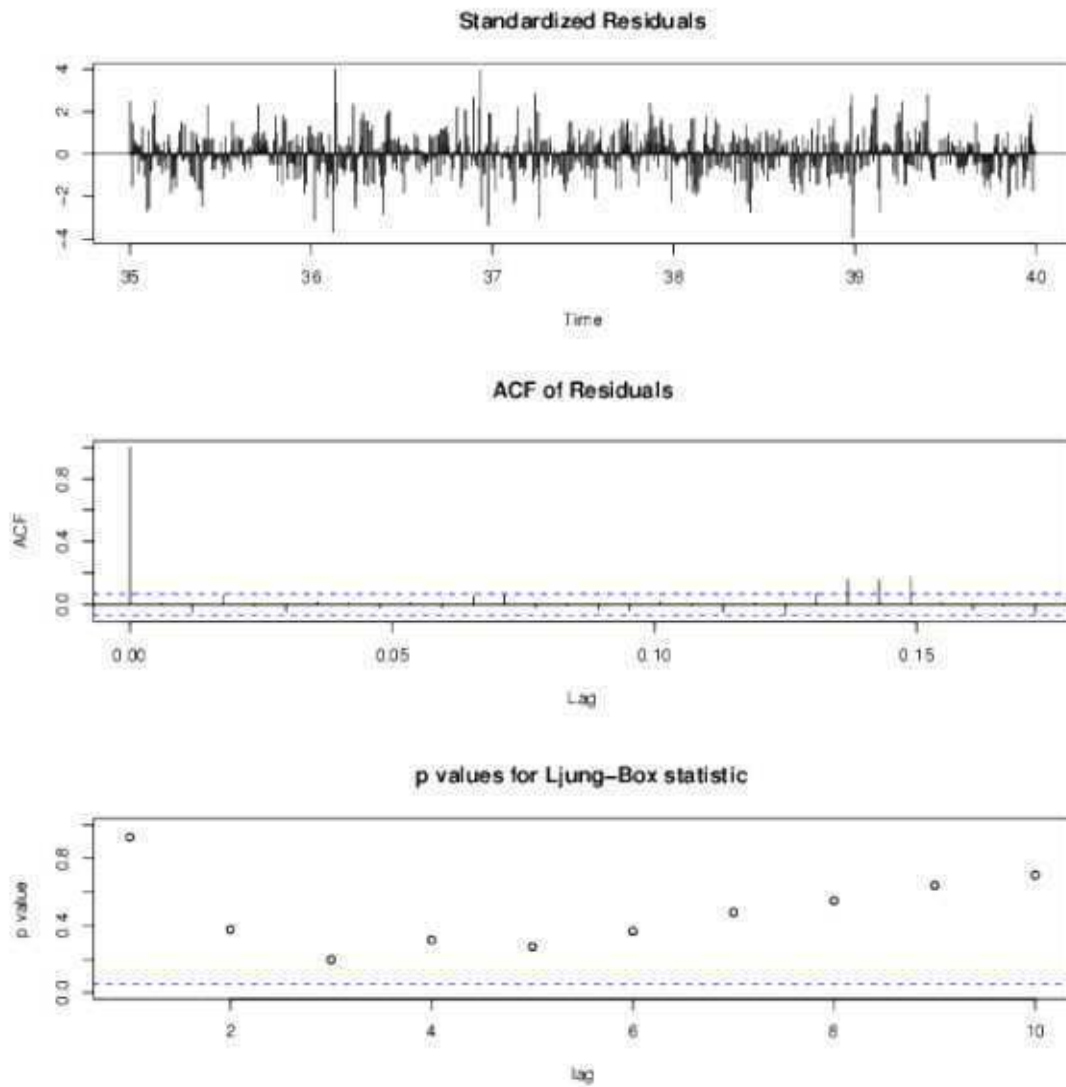 Standardized Residuals
4
2
0
-2
-4
35 36 37 38 39 40
Time
ACF of Residuals
ACF
0.8
0.4
0.0
0.00 0.05 0.10 0.15
Lag
p values for Ljung-Box statistic
p value
0.8
0.4
0.0
2 4 6 8 10
lag